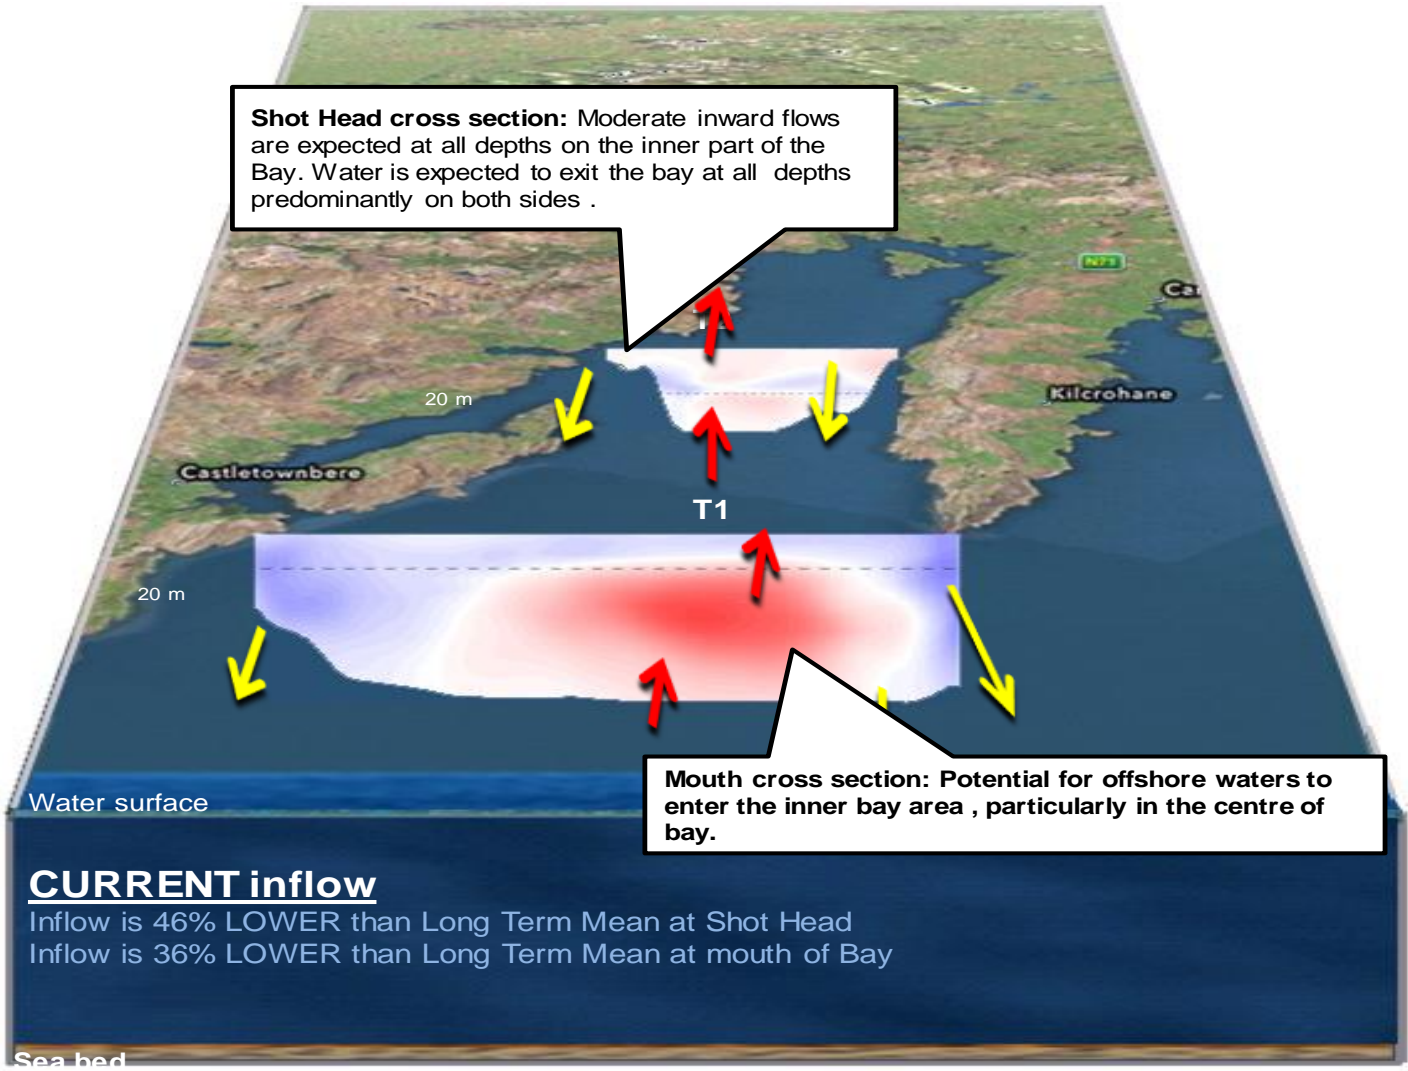 Shot Head cross section: Moderate inward flows
are expected at all depths on the inner part of the
Bay. Water is expected to exit the bay at all depths
predominantly on both sides .
N71
Kilcrohane
20 m
Castletownbere
T1
20 m
Mouth cross section: Potential for offshore waters to
enter the inner bay area , particularly in the centre of
bay.
Water surface
CURRENT inflow
Inflow is 46% LOWER than Long Term Mean at Shot Head
Inflow is 36% LOWER than Long Term Mean at mouth of Bay
Sea bed